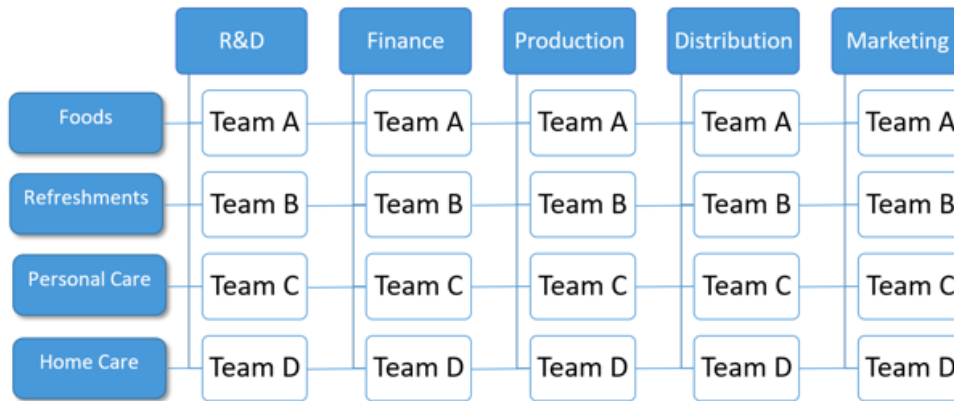 R&D Finance Production Distribution Marketing
Foods Team A Team A Team A Team A Team A
Refreshments Team B Team B Team B Team B Team B
Personal Care Team C Team C Team C Team C Team C
Home Care Team D Team D Team D Team D Team D